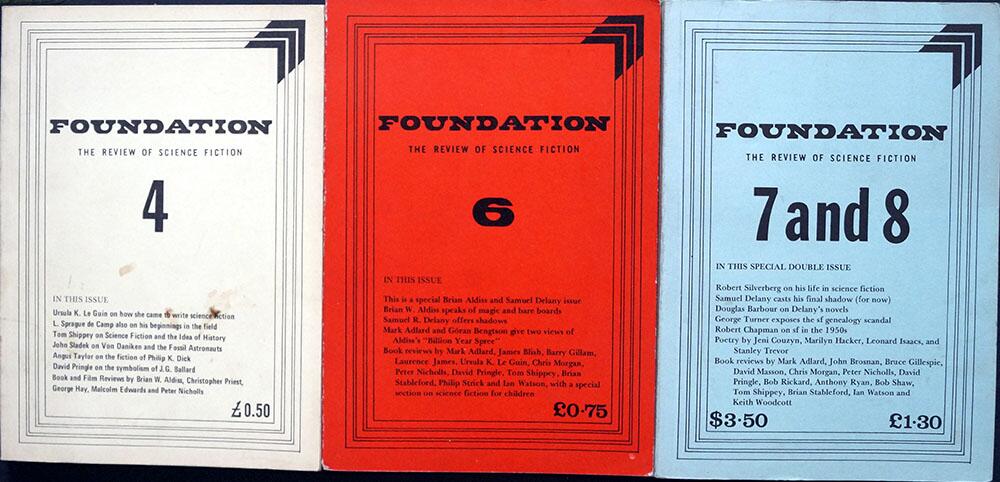 FOUNDATION
THE REVIEW OF SCIENCE FICTION
4
IN THIS ISSUE
Ursula K. Le Guin on how she came to write science fiction
L. Sprague de Camp also on his beginnings in the field
Tom Shippey on Science Fiction and the Idea of History
John Sladek on Von Daniken and the Fossil Astronauts
Angus Taylor on the fiction of Philip K. Dick
David Pringle on the symbolism of J.G. Ballard
Book and Film Reviews by Brian W. Aldiss, Christopher Priest,
George Hay, Malcolm Edwards and Peter Nicholls
£0.50
FOUNDATION
THE REVIEW OF SCIENCE FICTION
6
IN THIS ISSUE
This is a special Brian Aldiss and Samuel Delany issue
Brian W. Aldiss speaks of magic and bare boards
Samuel R. Delany offers shadows
Mark Adlard and Göran Bengtson give two views of
Aldiss's "Billion Year Spree"
Book reviews by Mark Adlard, James Blish, Barry Gillam,
Laurence James, Ursula K. Le Guin, Chris Morgan,
Peter Nicholls, David Pringle, Tom Shippey, Brian
Stableford, Philip Strick and Ian Watson, with a special
section on science fiction for children
£0·75
FOUNDATION
THE REVIEW OF SCIENCE FICTION
7 and 8
IN THIS SPECIAL DOUBLE ISSUE
Robert Silverberg on his life in science fiction
Samuel Delany casts his final shadow (for now)
Douglas Barbour on Delany's novels
George Turner exposes the sf genealogy scandal
Robert Chapman on sf in the 1950s
Poetry by Jeni Couzyn, Marilyn Hacker, Leonard Isaacs, and
Stanley Trevor
Book reviews by Mark Adlard, John Brosnan, Bruce Gillespie,
David Masson, Chris Morgan, Peter Nicholls, David
Pringle, Bob Rickard, Anthony Ryan, Bob Shaw,
Tom Shippey, Brian Stableford, Ian Watson and
Keith Woodcott
$3·50
£1·30